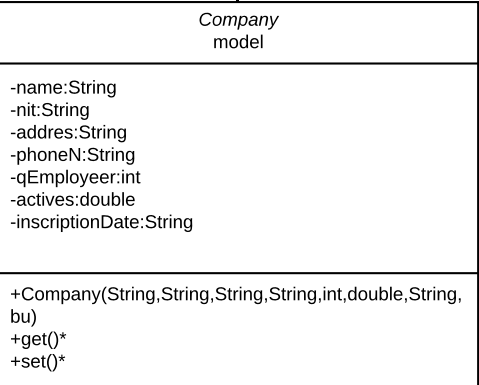 Company
model
-name:String
-nit:String
-addres:String
-phoneN:String
-qEmployeer:int
-actives:double
-inscriptionDate:String
+Company(String,String,String,String,int,double,String,
bu)
+get()*
+set()*